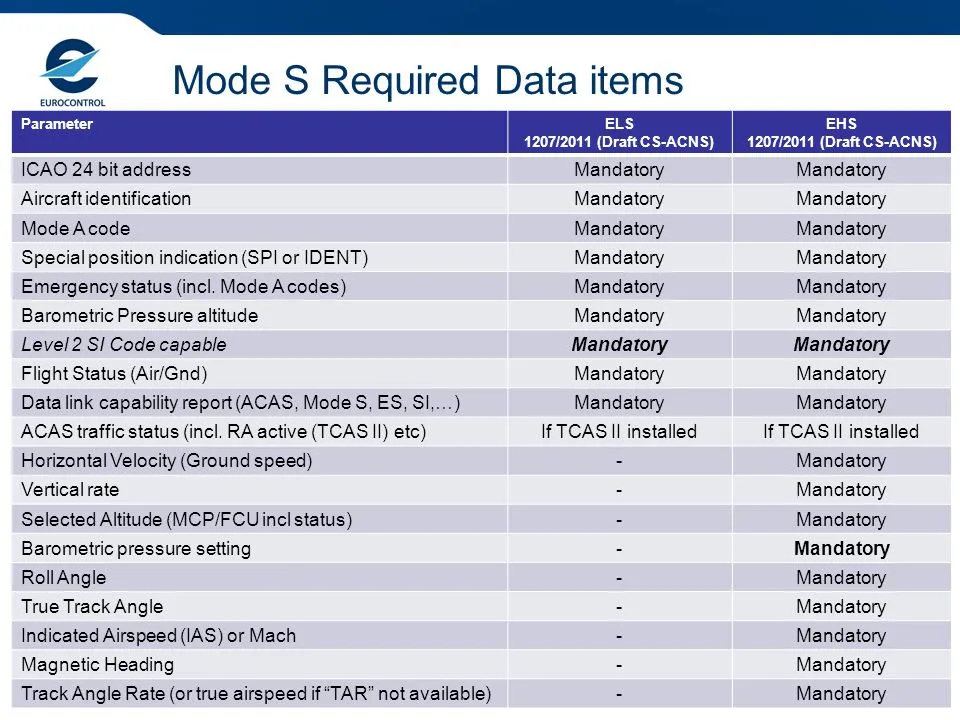 EUROCONTROL
Mode S Required Data items
Parameter ELS EHS
1207/2011 (Draft CS-ACNS) 1207/2011 (Draft CS-ACNS)
ICAO 24 bit address Mandatory Mandatory
Aircraft identification Mandatory Mandatory
Mode A code Mandatory Mandatory
Special position indication (SPI or IDENT) Mandatory Mandatory
Emergency status (incl. Mode A codes) Mandatory Mandatory
Barometric Pressure altitude Mandatory Mandatory
Level 2 SI Code capable Mandatory Mandatory
Flight Status (Air/Gnd) Mandatory Mandatory
Data link capability report (ACAS, Mode S, ES, SI,…) Mandatory Mandatory
ACAS traffic status (incl. RA active (TCAS II) etc) If TCAS II installed If TCAS II installed
Horizontal Velocity (Ground speed) - Mandatory
Vertical rate - Mandatory
Selected Altitude (MCP/FCU incl status) - Mandatory
Barometric pressure setting - Mandatory
Roll Angle - Mandatory
True Track Angle - Mandatory
Indicated Airspeed (IAS) or Mach - Mandatory
Magnetic Heading - Mandatory
Track Angle Rate (or true airspeed if “TAR” not available) - Mandatory